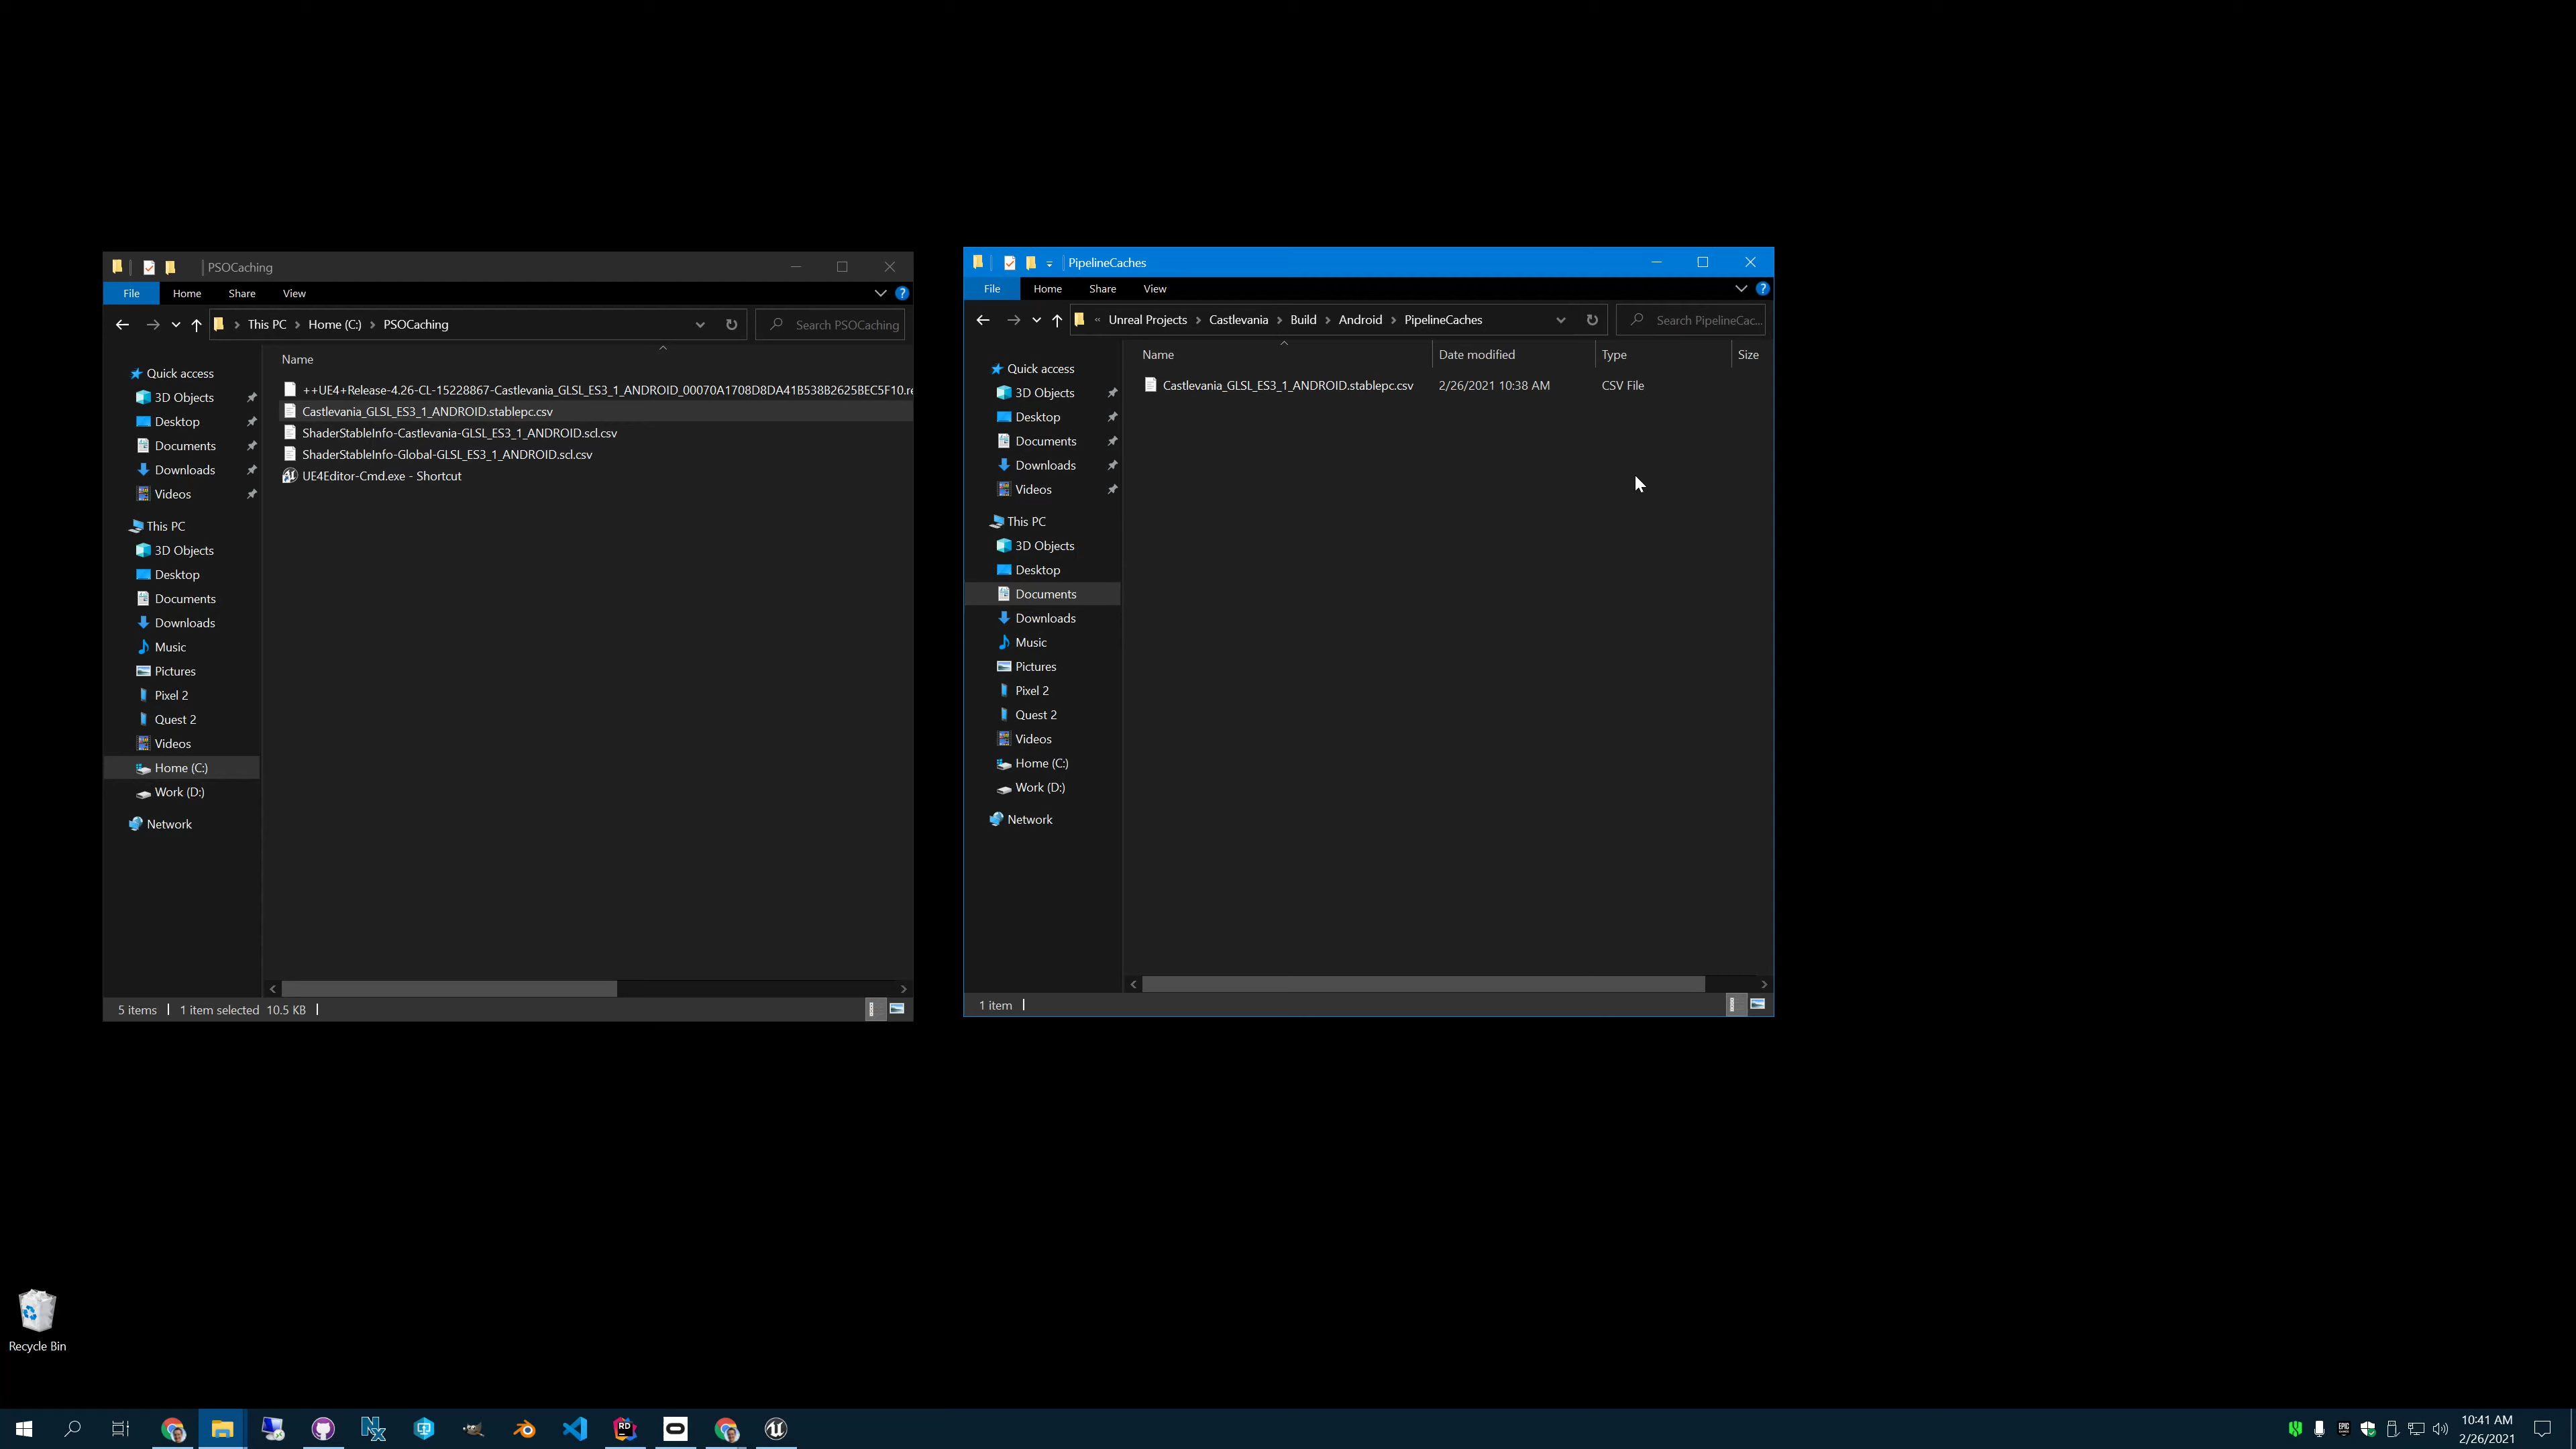 PSOCaching
File Home Share View
This PC Home (C:) PSOCaching
Search PSOCaching
Name
Quick access
3D Objects
Desktop
Documents
Downloads
Videos
This PC
3D Objects
Desktop
Documents
Downloads
Music
Pictures
Pixel 2
Quest 2
Videos
Home (C:)
Work (D:)
Network
++UE4+Release-4.26-CL-15228867-Castlevania_GLSL_ES3_1_ANDROID_00070A1708D8DA41B538B2625BEC5F10.re
Castlevania_GLSL_ES3_1_ANDROID.stablepc.csv
ShaderStableInfo-Castlevania-GLSL_ES3_1_ANDROID.scl.csv
ShaderStableInfo-Global-GLSL_ES3_1_ANDROID.scl.csv
UE4Editor-Cmd.exe - Shortcut
5 items 1 item selected 10.5 KB
PipelineCaches
File Home Share View
« Unreal Projects Castlevania Build Android PipelineCaches
Search PipelineCac...
Name Date modified Type Size
Quick access
3D Objects
Desktop
Documents
Downloads
Videos
This PC
3D Objects
Desktop
Documents
Downloads
Music
Pictures
Pixel 2
Quest 2
Videos
Home (C:)
Work (D:)
Network
Castlevania_GLSL_ES3_1_ANDROID.stablepc.csv 2/26/2021 10:38 AM CSV File
1 item
Recycle Bin
RD
EPIC
10:41 AM
2/26/2021